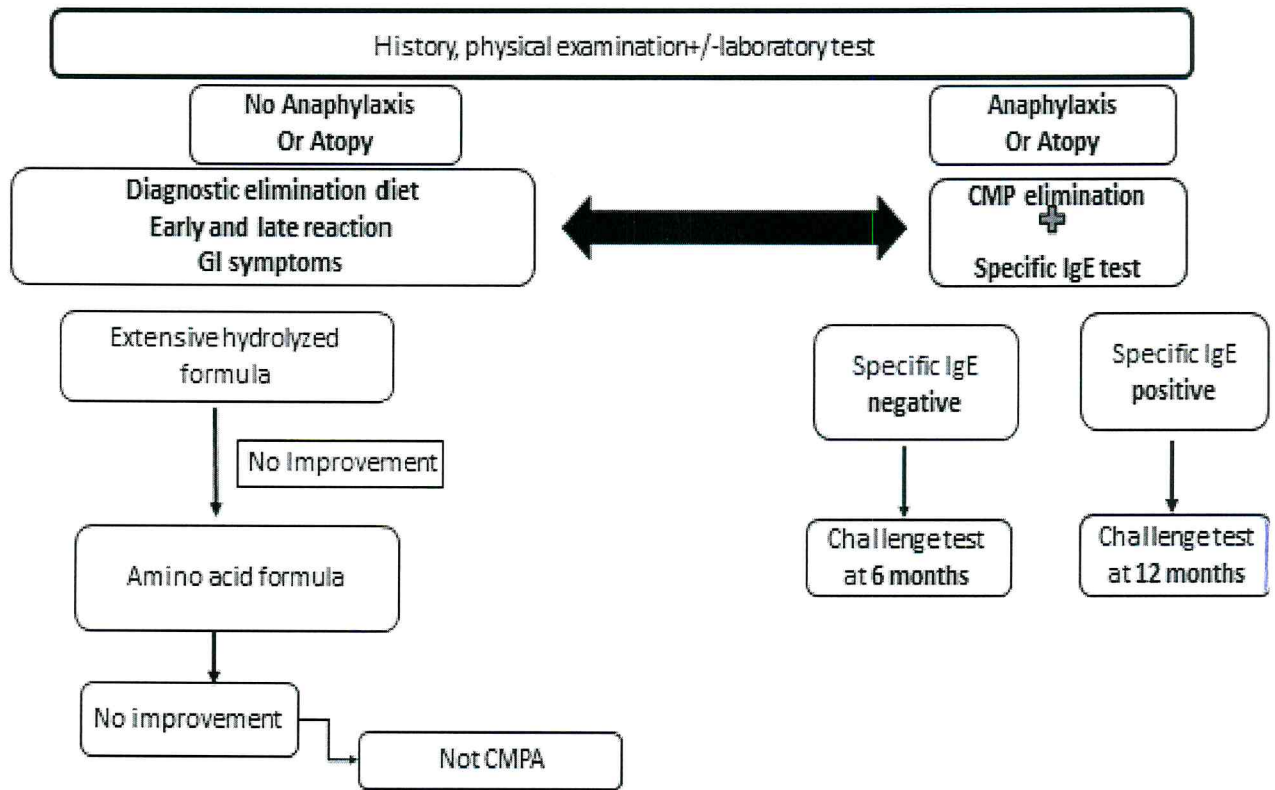 History, physical examination+/-laboratory test
No Anaphylaxis
Or Atopy
Anaphylaxis
Or Atopy
Diagnostic elimination diet
Early and late reaction
GI symptoms
CMP elimination
Specific IgE test
Extensive hydrolyzed
formula
Specific IgE
negative
Specific IgE
positive
No Improvement
Amino acid formula
Challenge test
at 6 months
Challenge test
at 12 months
No improvement
Not CMPA